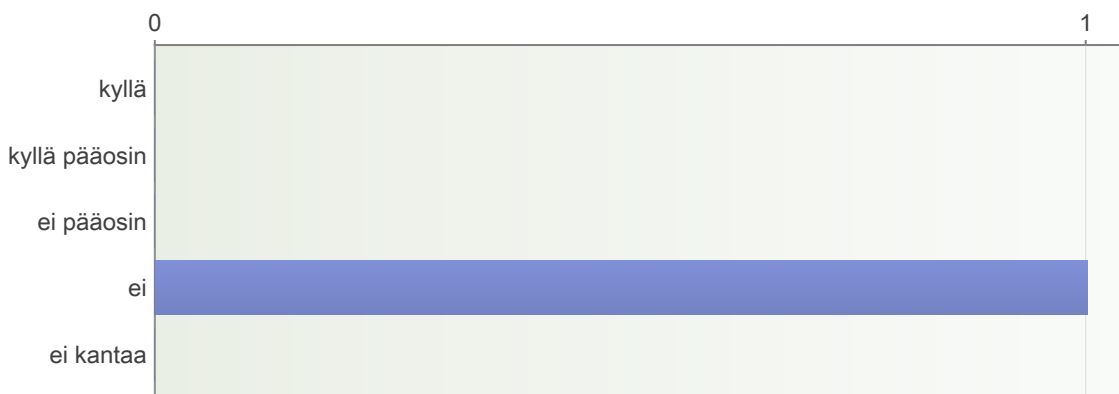 0 1
kyllä
kyllä pääosin
ei pääosin
ei
ei kantaa